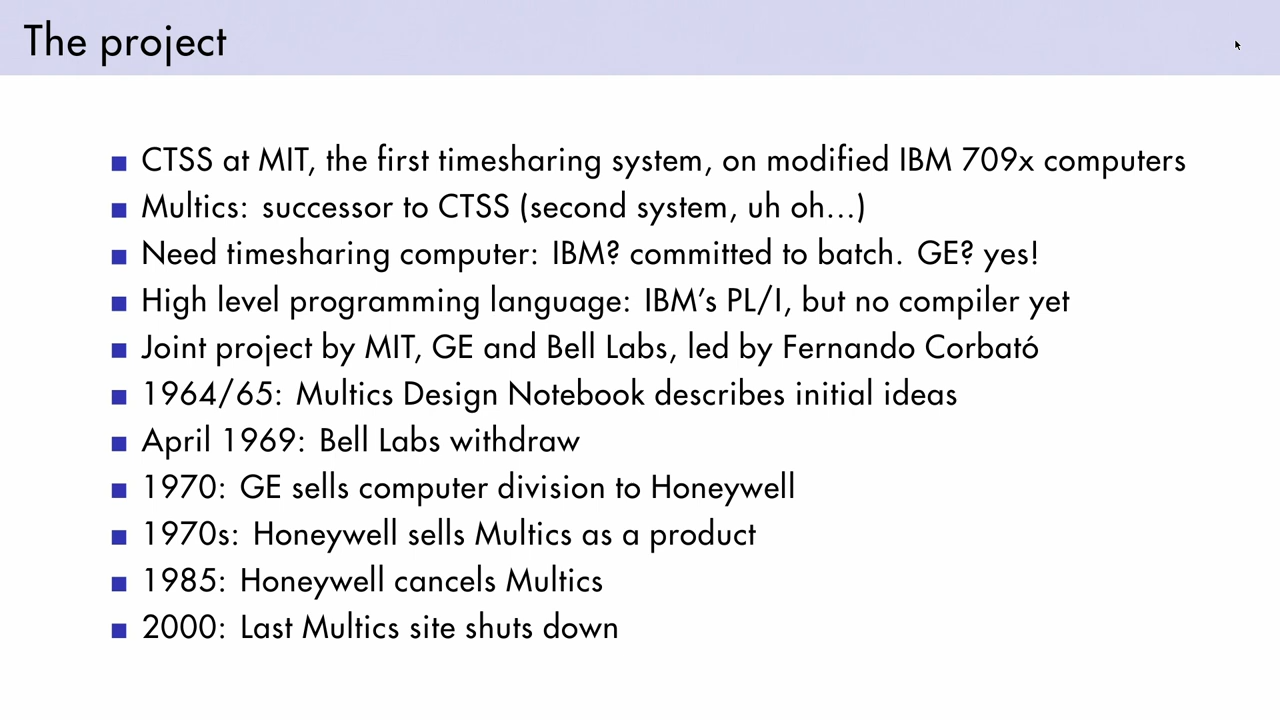 The project
CTSS at MIT, the first timesharing system, on modified IBM 709x computers
Multics: successor to CTSS (second system, uh oh...)
Need timesharing computer: IBM? committed to batch. GE? yes!
High level programming language: IBM's PL/I, but no compiler yet
Joint project by MIT, GE and Bell Labs, led by Fernando Corbató
1964/65: Multics Design Notebook describes initial ideas
April 1969: Bell Labs withdraw
1970: GE sells computer division to Honeywell
1970s: Honeywell sells Multics as a product
1985: Honeywell cancels Multics
2000: Last Multics site shuts down